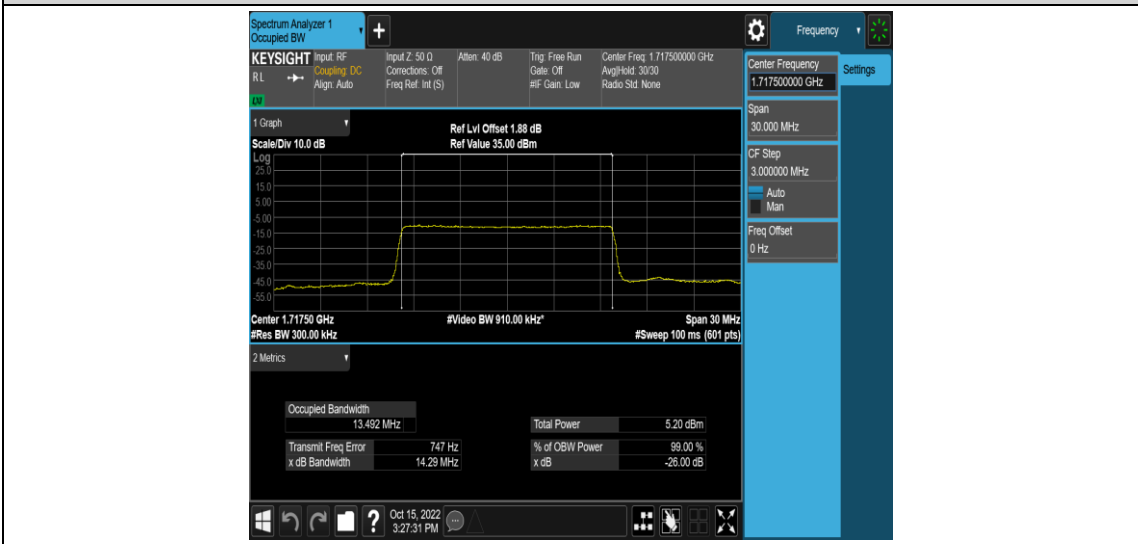 Spectrum Analyzer 1
Occupied BW
+
Frequency
KEYSIGHT
RL
LXI
Input: RF
Coupling: DC
Align: Auto
Input Z: 50 Ω
Corrections: Off
Freq Ref: Int (S)
Atten: 40 dB
Trig: Free Run
Gate: Off
#IF Gain: Low
Center Freq: 1.717500000 GHz
Avg|Hold: 30/30
Radio Std: None
Center Frequency
1.717500000 GHz
Settings
Span
30.000 MHz
CF Step
3.000000 MHz
Auto
Man
Freq Offset
0 Hz
1 Graph
Scale/Div 10.0 dB
Ref Lvl Offset 1.88 dB
Ref Value 35.00 dBm
Log
25.0
15.0
5.00
-5.00
-15.0
-25.0
-35.0
-45.0
-55.0
Center 1.71750 GHz
#Res BW 300.00 kHz
#Video BW 910.00 kHz*
Span 30 MHz
#Sweep 100 ms (601 pts)
2 Metrics
Occupied Bandwidth
13.492 MHz
Total Power 5.20 dBm
Transmit Freq Error 747 Hz
% of OBW Power 99.00 %
x dB Bandwidth 14.29 MHz
x dB -26.00 dB
?
Oct 15, 2022
3:27:31 PM